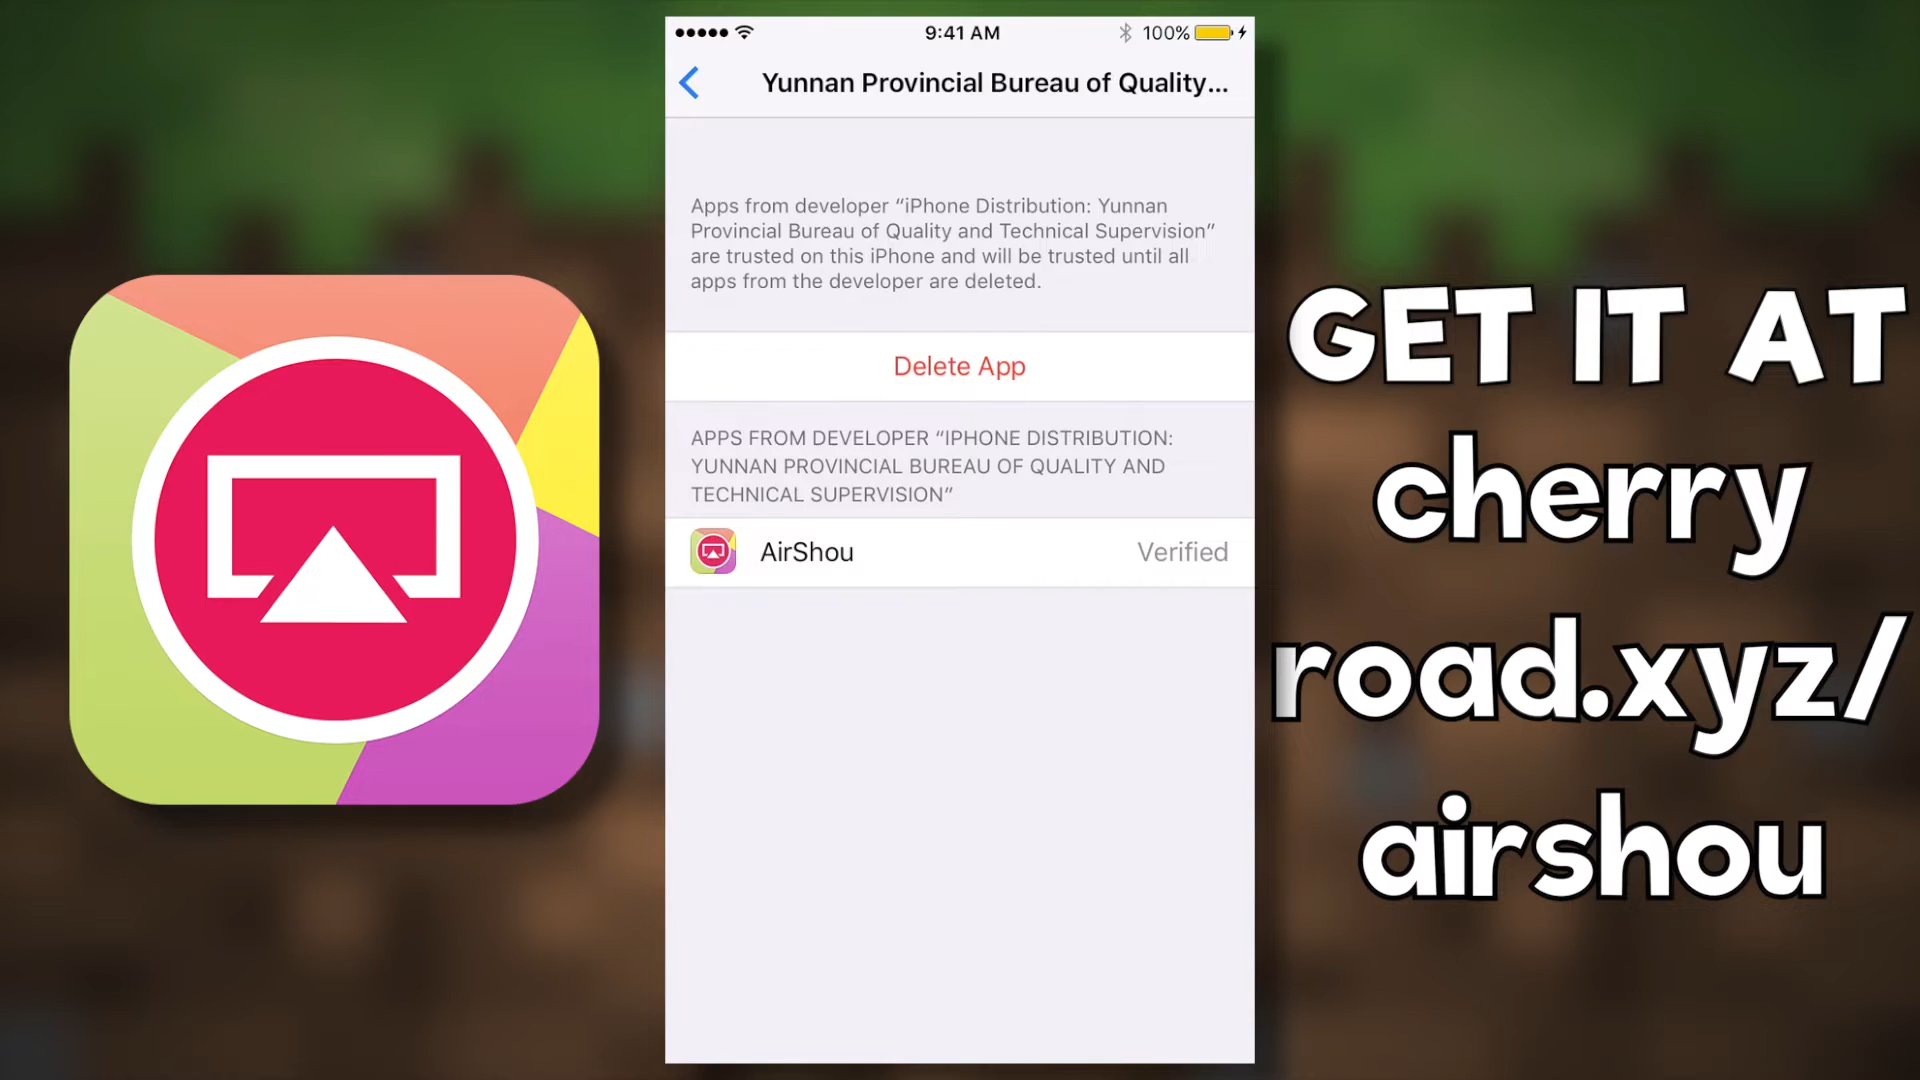 9:41 AM
100%
Yunnan Provincial Bureau of Quality...
Apps from developer “iPhone Distribution: Yunnan
Provincial Bureau of Quality and Technical Supervision”
are trusted on this iPhone and will be trusted until all
apps from the developer are deleted.
Delete App
APPS FROM DEVELOPER “IPHONE DISTRIBUTION:
YUNNAN PROVINCIAL BUREAU OF QUALITY AND
TECHNICAL SUPERVISION”
AirShou Verified
GET IT AT
cherry
road.xyz/
airshou